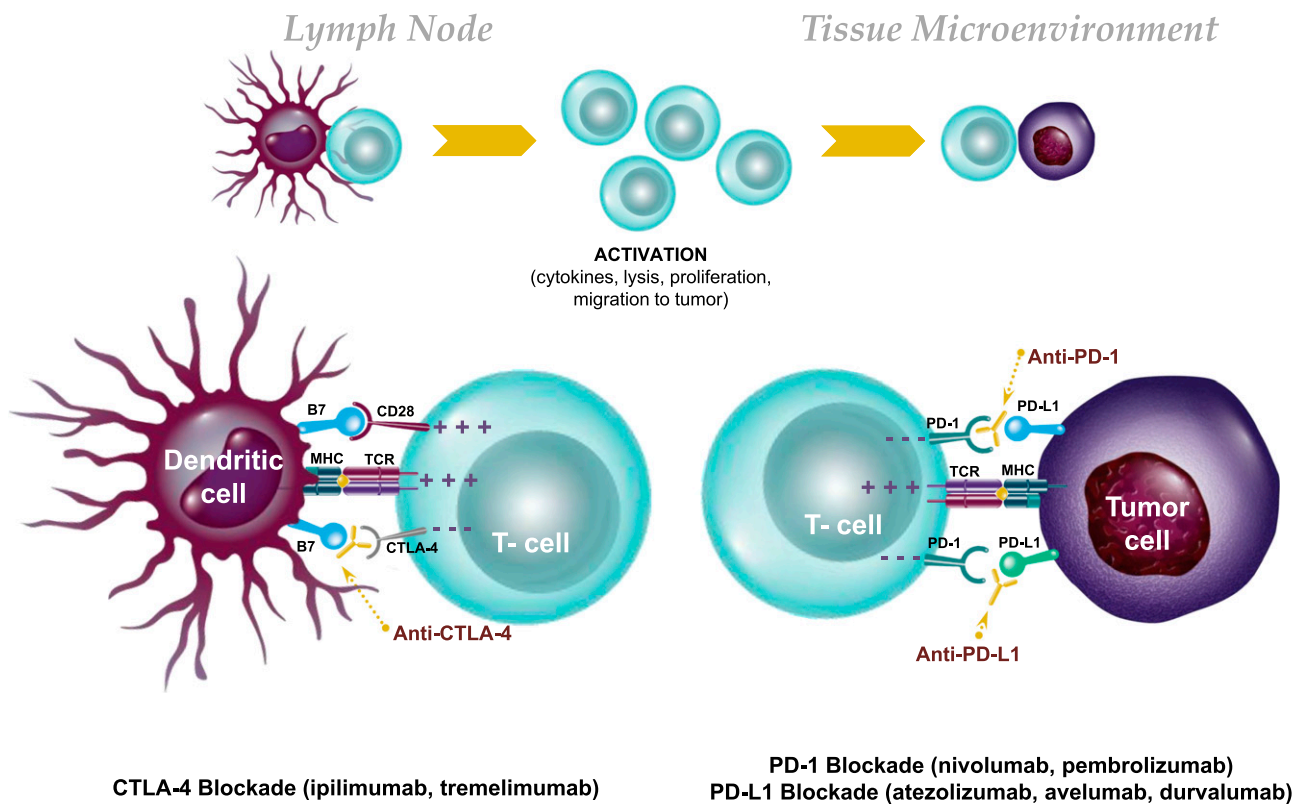 Lymph Node
Tissue Microenvironment
ACTIVATION
(cytokines, lysis, proliferation,
migration to tumor)
B7
CD28
+ + +
Dendritic
cell
MHC
TCR
+ + +
B7
CTLA-4
- - -
T- cell
Anti-CTLA-4
Anti-PD-1
PD-1
PD-L1
- - -
TCR
MHC
+ + +
T- cell
Tumor
cell
PD-1
PD-L1
- - -
Anti-PD-L1
CTLA-4 Blockade (ipilimumab, tremelimumab)
PD-1 Blockade (nivolumab, pembrolizumab)
PD-L1 Blockade (atezolizumab, avelumab, durvalumab)